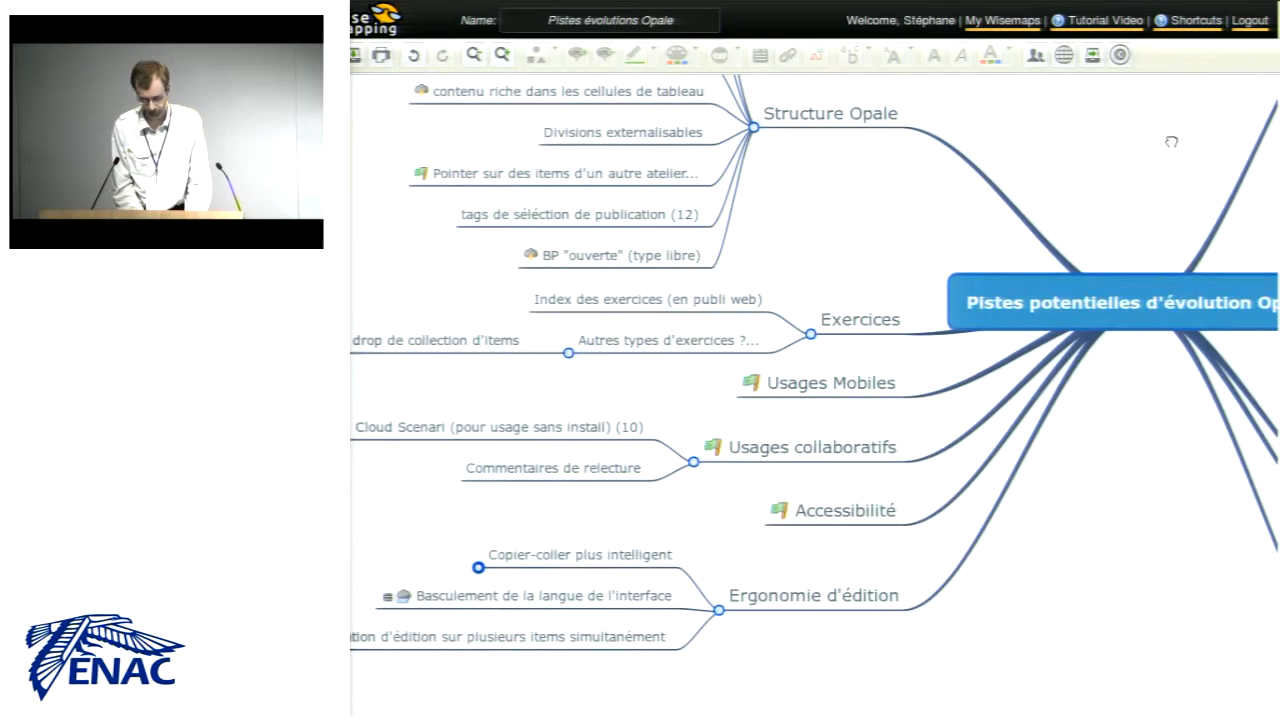 se
apping
Name:
Pistes évolutions Opale
Welcome, Stéphane | My Wisemaps | Tutorial Video | Shortcuts | Logout
contenu riche dans les cellules de tableau
Structure Opale
Divisions externalisables
Pointer sur des items d'un autre atelier...
tags de séléction de publication (12)
BP "ouverte" (type libre)
Index des exercices (en publi web)
Pistes potentielles d'évolution Op
Exercices
drop de collection d'items
Autres types d'exercices ?...
Usages Mobiles
Cloud Scenari (pour usage sans install) (10)
Usages collaboratifs
Commentaires de relecture
Accessibilité
Copier-coller plus intelligent
Basculement de la langue de l'interface
Ergonomie d'édition
tion d'édition sur plusieurs items simultanément
ENAC